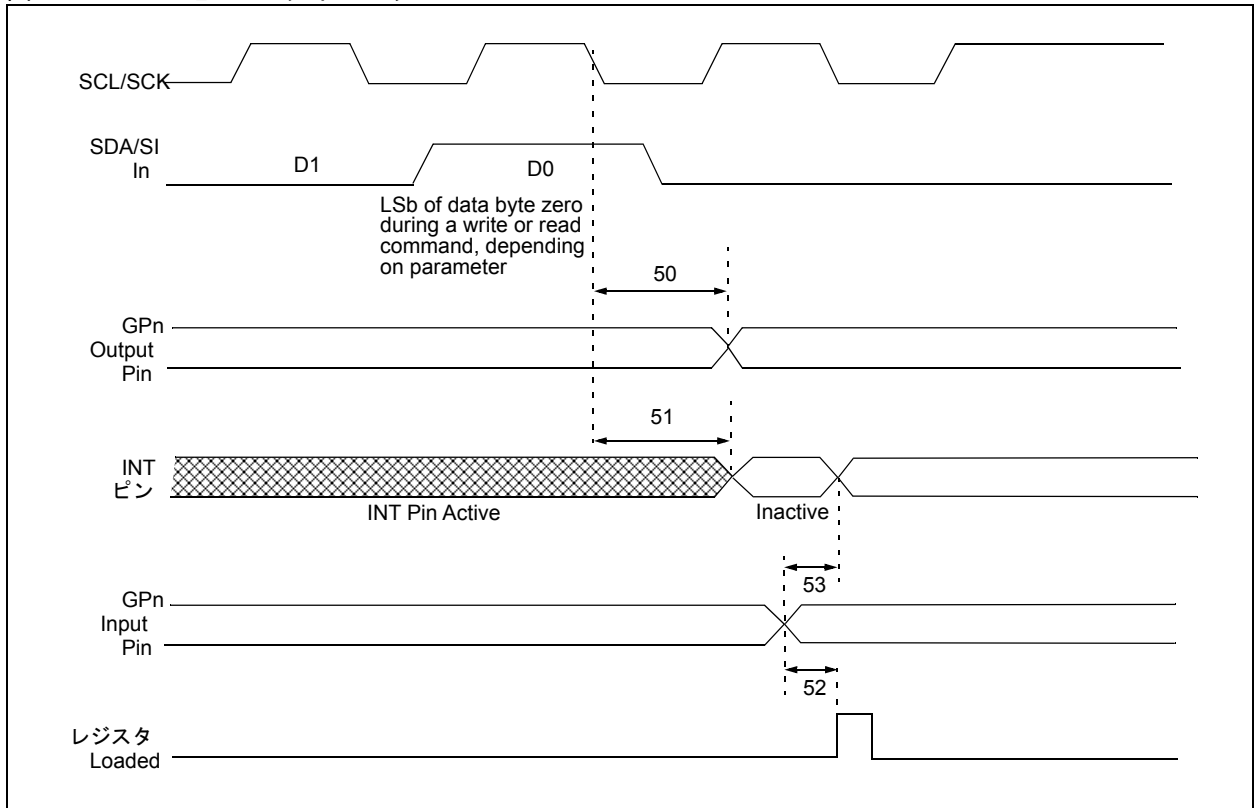 SCL/SCK
SDA/SI
In
D1
D0
LSb of data byte zero
during a write or read
command, depending
on parameter
50
GPn
Output
Pin
51
INT
ピン
INT Pin Active
Inactive
53
GPn
Input
Pin
52
レジスタ
Loaded